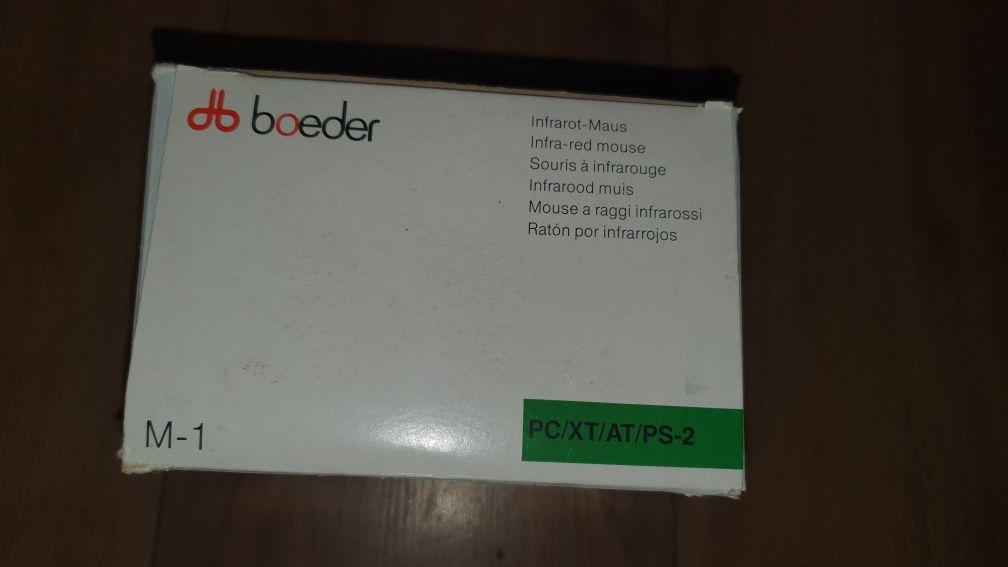 boeder
Infrarot-Maus
Infra-red mouse
Souris à infrarouge
Infrarood muis
Mouse a raggi infrarossi
Ratón por infrarrojos
M-1
PC/XT/AT/PS-2